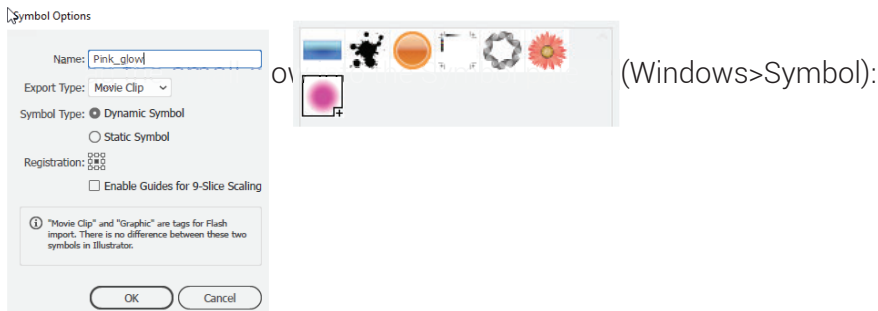 Symbol Options
Name: Pink_glow
Export Type: Movie Clip
Symbol Type: Dynamic Symbol
Static Symbol
Registration:
Enable Guides for 9-Slice Scaling
"Movie Clip" and "Graphic" are tags for Flash
import. There is no difference between these two
symbols in Illustrator.
OK Cancel
(Windows>Symbol):